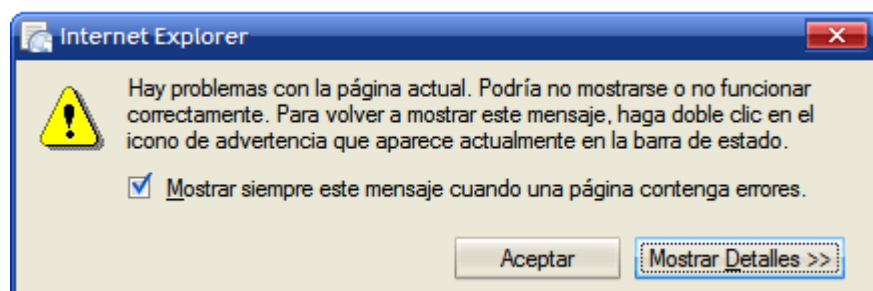 Internet Explorer
Hay problemas con la página actual. Podría no mostrarse o no funcionar
correctamente. Para volver a mostrar este mensaje, haga doble clic en el
icono de advertencia que aparece actualmente en la barra de estado.
Mostrar siempre este mensaje cuando una página contenga errores.
Aceptar
Mostrar Detalles >>